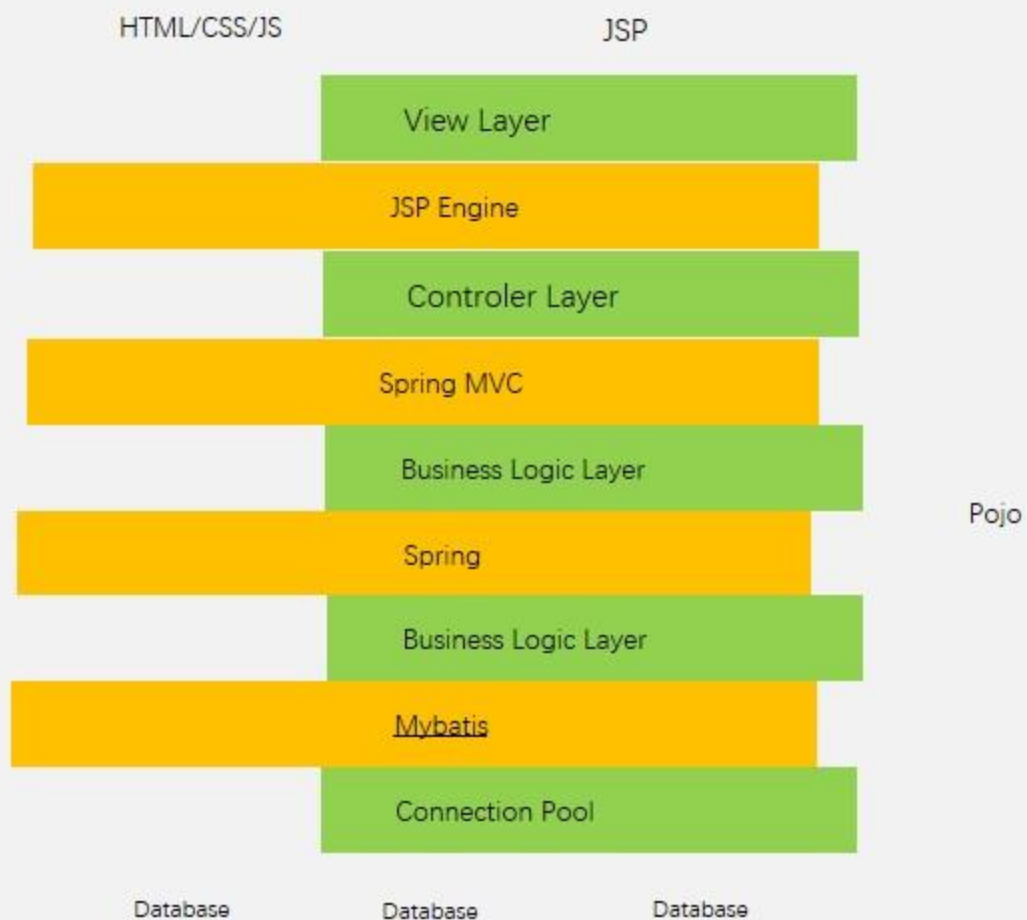 HTML/CSS/JS
JSP
View Layer
JSP Engine
Controler Layer
Spring MVC
Business Logic Layer
Pojo
Spring
Business Logic Layer
Mybatis
Connection Pool
Database
Database
Database